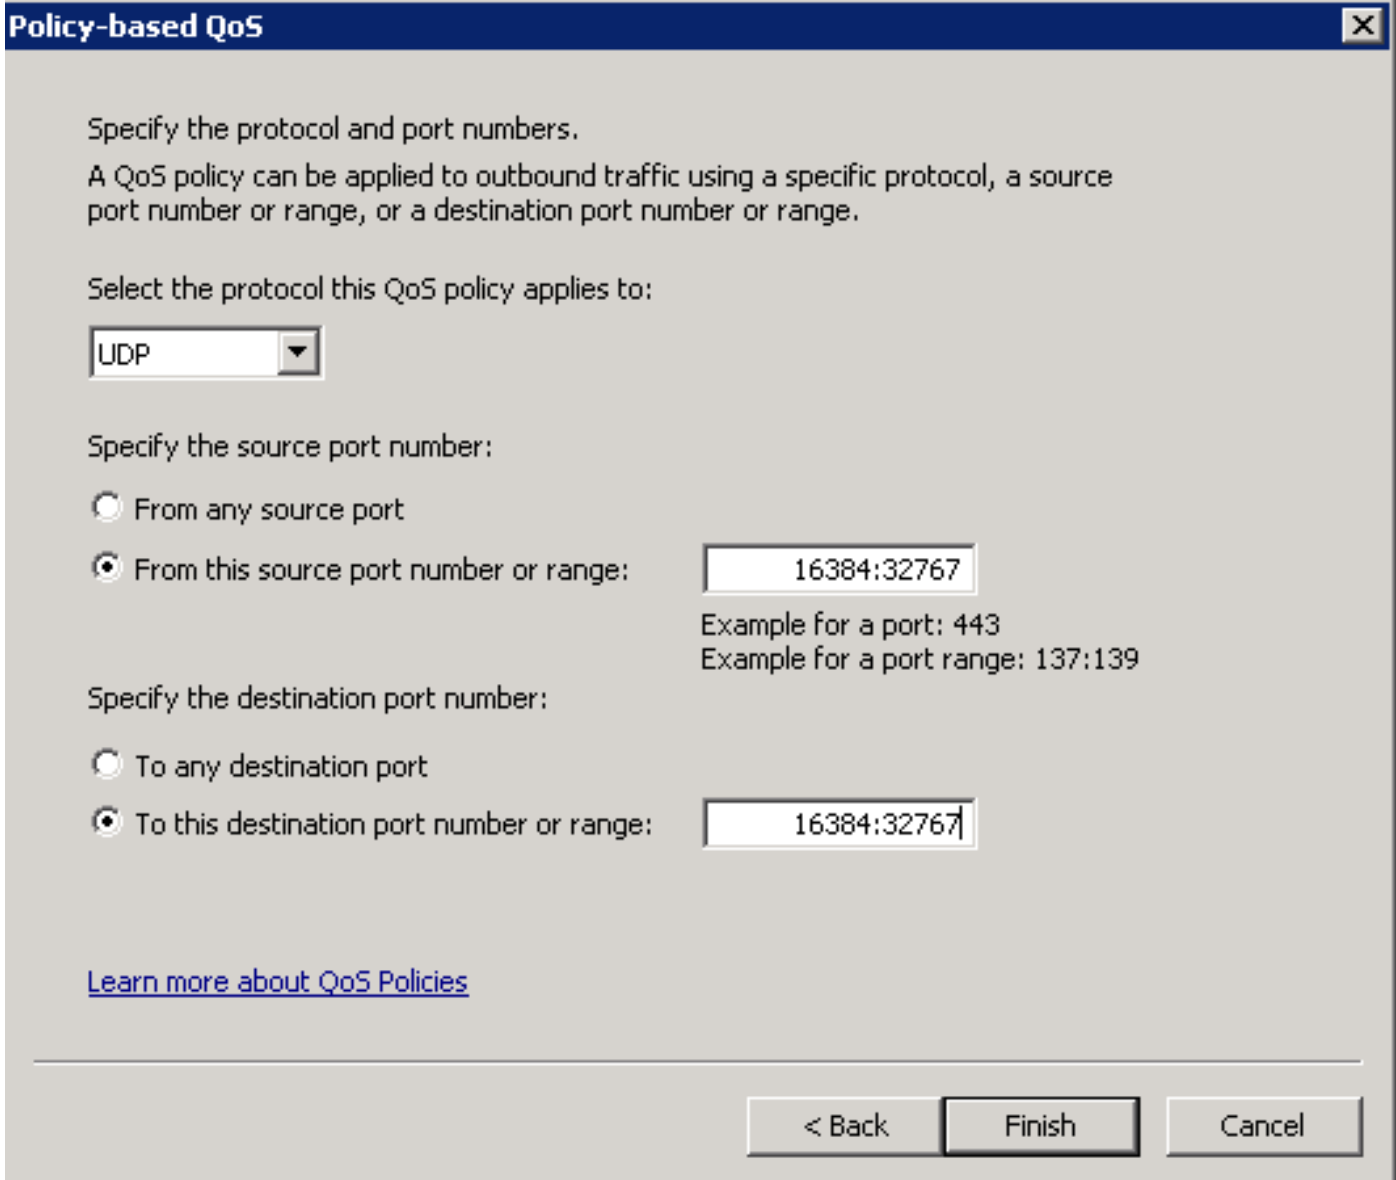 Policy-based QoS
Specify the protocol and port numbers.
A QoS policy can be applied to outbound traffic using a specific protocol, a source
port number or range, or a destination port number or range.
Select the protocol this QoS policy applies to:
UDP
Specify the source port number:
From any source port
From this source port number or range:
16384:32767
Example for a port: 443
Example for a port range: 137:139
Specify the destination port number:
To any destination port
To this destination port number or range:
16384:32767
Learn more about QoS Policies
< Back
Finish
Cancel